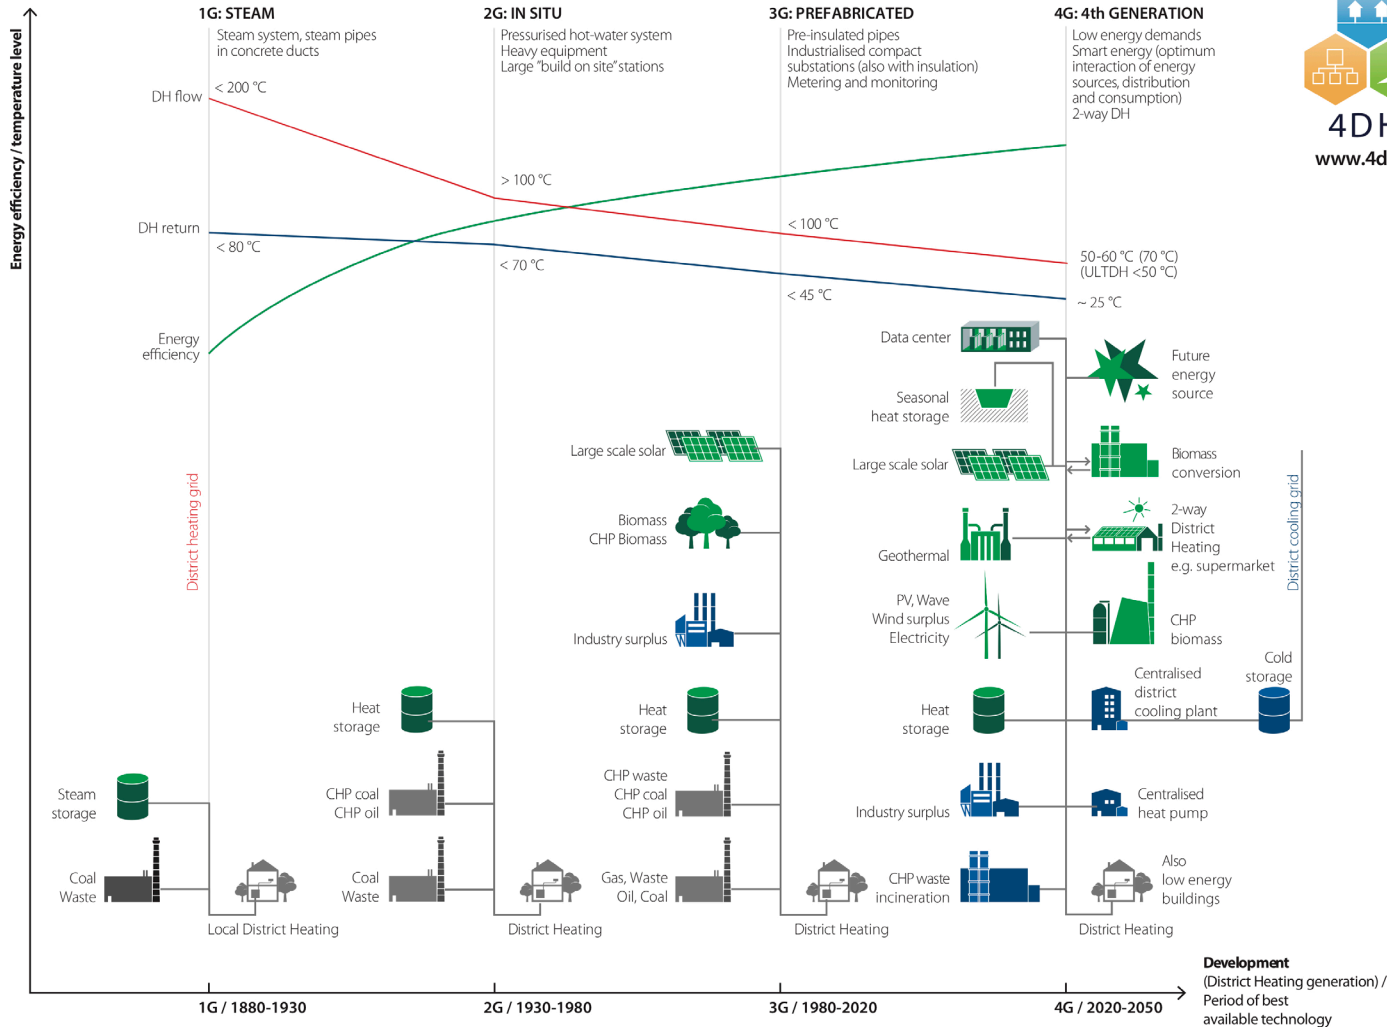 Energy efficiency / temperature level
1G: STEAM
Steam system, steam pipes
in concrete ducts
2G: IN SITU
Pressurised hot-water system
Heavy equipment
Large "build on site" stations
3G: PREFABRICATED
Pre-insulated pipes
Industrialised compact
substations (also with insulation)
Metering and monitoring
4G: 4th GENERATION
Low energy demands
Smart energy (optimum
interaction of energy
sources, distribution
and consumption)
2-way DH
4DH
www.4d
DH flow
< 200 °C
> 100 °C
< 100 °C
50-60 °C (70 °C)
(ULTDH <50 °C)
DH return
< 80 °C
< 70 °C
< 45 °C
~ 25 °C
Energy
efficiency
District heating grid
Steam
storage
Coal
Waste
Local District Heating
Heat
storage
CHP coal
CHP oil
Coal
Waste
District Heating
Large scale solar
Biomass
CHP Biomass
Industry surplus
Heat
storage
CHP waste
CHP coal
CHP oil
Gas, Waste
Oil, Coal
District Heating
Data center
Seasonal
heat storage
Large scale solar
Geothermal
PV, Wave
Wind surplus
Electricity
Heat
storage
Industry surplus
CHP waste
incineration
Future
energy
source
Biomass
conversion
2-way
District
Heating
e.g. supermarket
CHP
biomass
Centralised
district
cooling plant
Cold
storage
District cooling grid
Centralised
heat pump
Also
low energy
buildings
District Heating
1G / 1880-1930
2G / 1930-1980
3G / 1980-2020
4G / 2020-2050
Development
(District Heating generation) /
Period of best
available technology